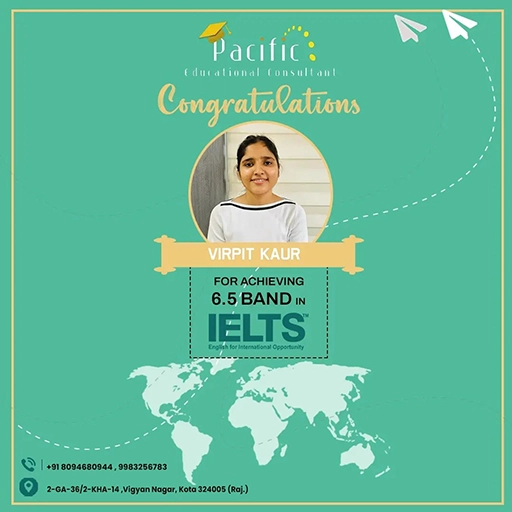 Pacific
Educational Consultant
Congratulations
VIRPIT KAUR
FOR ACHIEVING
6.5 BAND IN
IELTS™
English for International Opportunity
+91 8094680944 , 9983256783
2-GA-36/2-KHA-14 ,Vigyan Nagar, Kota 324005 (Raj.)